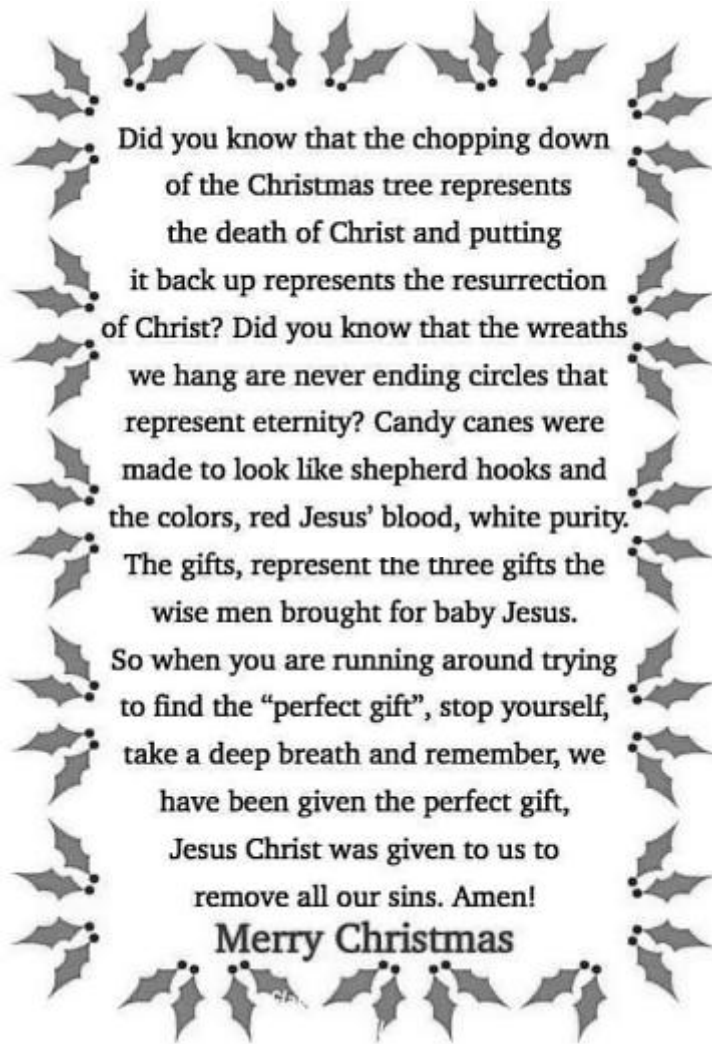 Did you know that the chopping down
of the Christmas tree represents
the death of Christ and putting
it back up represents the resurrection
of Christ? Did you know that the wreaths
we hang are never ending circles that
represent eternity? Candy canes were
made to look like shepherd hooks and
the colors, red Jesus’ blood, white purity.
The gifts, represent the three gifts the
wise men brought for baby Jesus.
So when you are running around trying
to find the “perfect gift”, stop yourself,
take a deep breath and remember, we
have been given the perfect gift,
Jesus Christ was given to us to
remove all our sins. Amen!
Merry Christmas